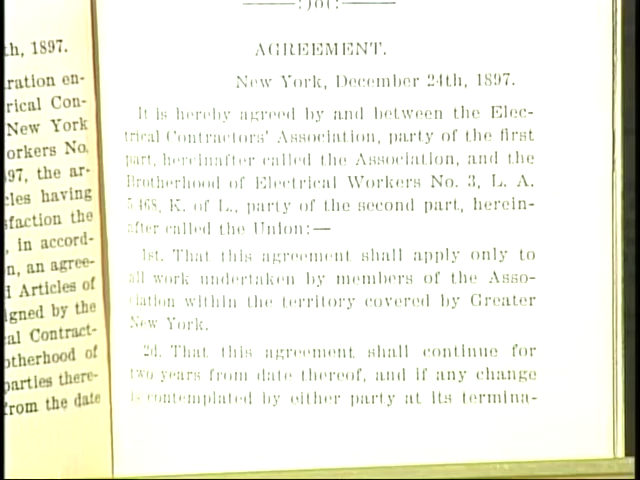 th, 1897.
ration en-
rical Con-
New York
orkers No.
97, the ar-
cles having
sfaction the
, in accord-
n, an agree-
d Articles of
igned by the
cal Contract-
otherhood of
parties there-
from the date
AGREEMENT.
New York, December 24th, 1897.
It is hereby agreed by and between the Elec-
trical Contractors' Association, party of the first
part, hereinafter called the Association, and the
Brotherhood of Electrical Workers No. 3, L. A.
5468, K. of L., party of the second part, herein-
after called the Union:—
1st. That this agreement shall apply only to
all work undertaken by members of the Asso-
ciation within the territory covered by Greater
New York.
2d. That this agreement shall continue for
two years from date thereof, and if any change
is contemplated by either party at its termina-